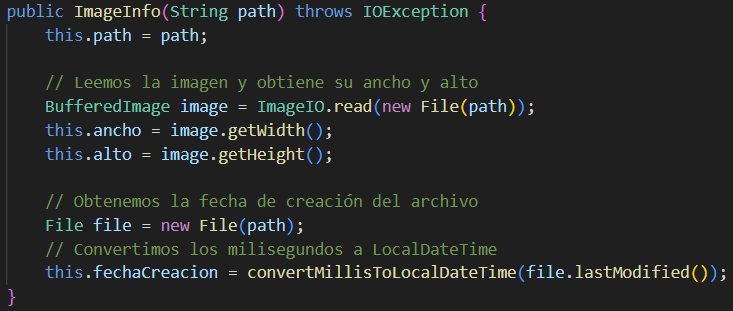 public ImageInfo(String path) throws IOException {
    this.path = path;

    // Leemos la imagen y obtiene su ancho y alto
    BufferedImage image = ImageIO.read(new File(path));
    this.ancho = image.getWidth();
    this.alto = image.getHeight();

    // Obtenemos la fecha de creación del archivo
    File file = new File(path);
    // Convertimos los milisegundos a LocalDateTime
    this.fechaCreacion = convertMillisToLocalDateTime(file.lastModified());
}